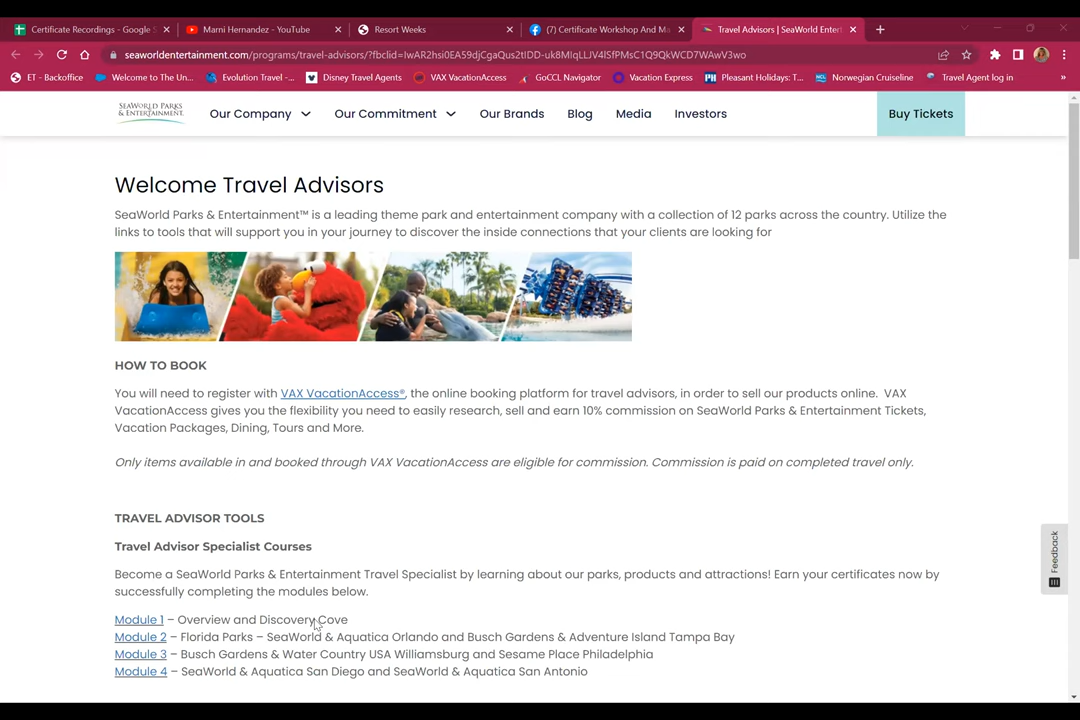 Certificate Recordings - Google S
Marni Hernandez - YouTube
Resort Weeks
(7) Certificate Workshop And Ma
Travel Advisors | SeaWorld Entert
seaworldentertainment.com/programs/travel-advisors/?fbclid=IwAR2hsi0EA59djCgaQus2tIDD-uk8MIqLLJV4lSfPMsC1Q9QkWCD7WAwV3wo
ET - Backoffice
Welcome to The Un...
Evolution Travel -...
Disney Travel Agents
VAX VacationAccess
GoCCL Navigator
Vacation Express
Pleasant Holidays: T...
Norwegian Cruiseline
Travel Agent log in
SEAWORLD PARKS
& ENTERTAINMENT
Our Company
Our Commitment
Our Brands
Blog
Media
Investors
Buy Tickets
Welcome Travel Advisors
SeaWorld Parks & Entertainment™ is a leading theme park and entertainment company with a collection of 12 parks across the country. Utilize the
links to tools that will support you in your journey to discover the inside connections that your clients are looking for
HOW TO BOOK
You will need to register with VAX VacationAccess®, the online booking platform for travel advisors, in order to sell our products online. VAX
VacationAccess gives you the flexibility you need to easily research, sell and earn 10% commission on SeaWorld Parks & Entertainment Tickets,
Vacation Packages, Dining, Tours and More.
Only items available in and booked through VAX VacationAccess are eligible for commission. Commission is paid on completed travel only.
TRAVEL ADVISOR TOOLS
Travel Advisor Specialist Courses
Become a SeaWorld Parks & Entertainment Travel Specialist by learning about our parks, products and attractions! Earn your certificates now by
successfully completing the modules below.
Module 1 – Overview and Discovery Cove
Module 2 – Florida Parks – SeaWorld & Aquatica Orlando and Busch Gardens & Adventure Island Tampa Bay
Module 3 – Busch Gardens & Water Country USA Williamsburg and Sesame Place Philadelphia
Module 4 – SeaWorld & Aquatica San Diego and SeaWorld & Aquatica San Antonio
Feedback